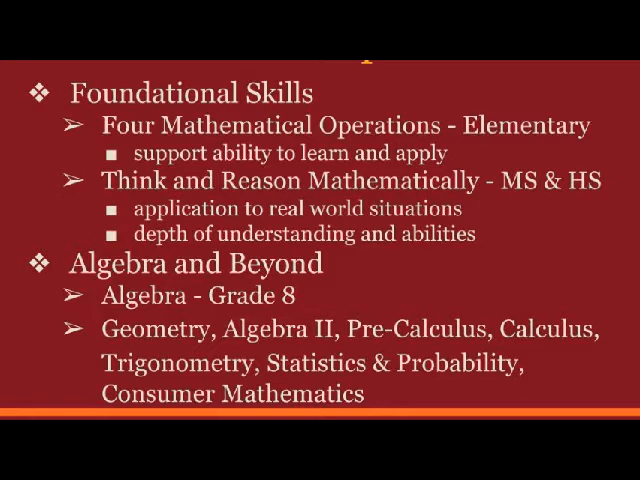 ❖ Foundational Skills
➢ Four Mathematical Operations - Elementary
■ support ability to learn and apply
➢ Think and Reason Mathematically - MS & HS
■ application to real world situations
■ depth of understanding and abilities
❖ Algebra and Beyond
➢ Algebra - Grade 8
➢ Geometry, Algebra II, Pre-Calculus, Calculus,
Trigonometry, Statistics & Probability,
Consumer Mathematics